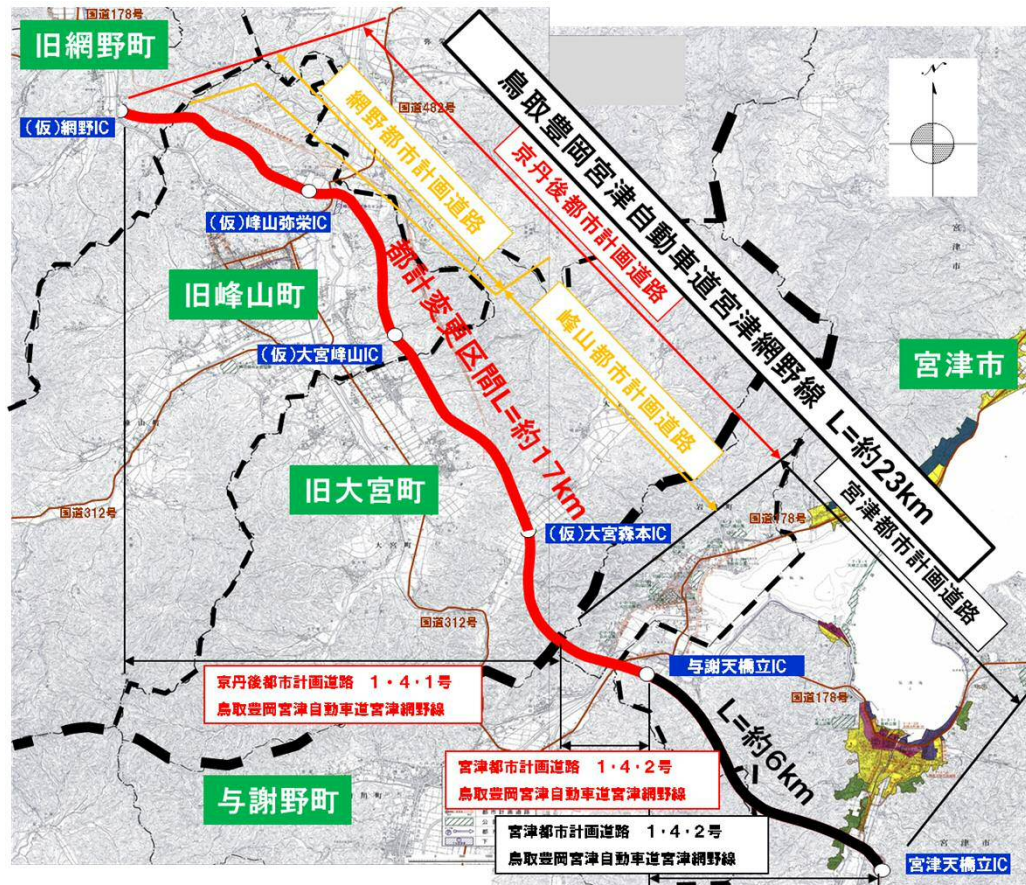 国道178号
旧網野町
(仮)網野IC
国道482号
網野都市計画道路
京丹後都市計画道路
鳥取豊岡宮津自動車道宮津網野線 L=約23km
N
宮津市
(仮)峰山弥栄IC
都計変更区間L=約17km
旧峰山町
(仮)大宮峰山IC
峰山都市計画道路
宮津市
旧大宮町
国道312号
(仮)大宮森本IC
国道178号
宮津都市計画道路
大宮町
国道312号
与謝天橋立IC
京丹後都市計画道路 1・4・1号
鳥取豊岡宮津自動車道宮津網野線
国道178号
L=約6km
宮津都市計画道路 1・4・2号
鳥取豊岡宮津自動車道宮津網野線
与謝野町
宮津都市計画道路 1・4・2号
鳥取豊岡宮津自動車道宮津網野線
宮津市
宮津天橋立IC